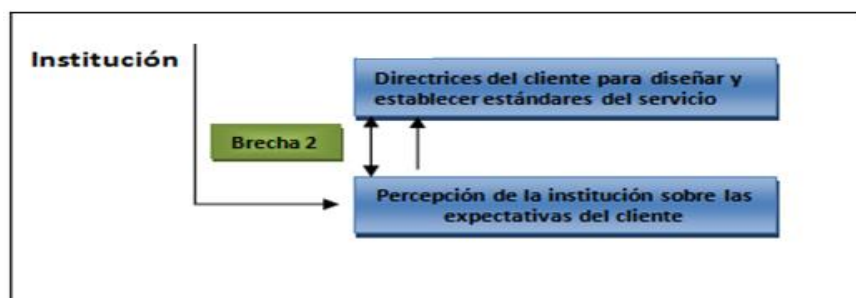 Institución
Directrices del cliente para diseñar y
establecer estándares del servicio
Brecha 2
Percepción de la institución sobre las
expectativas del cliente